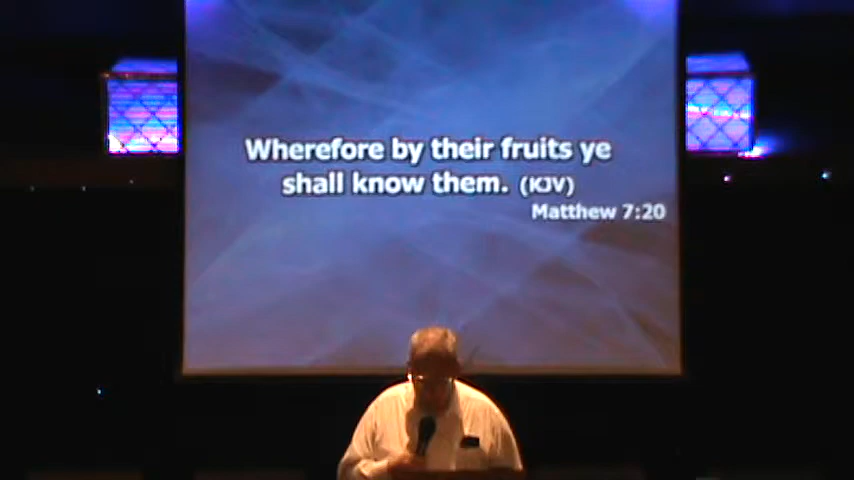 Wherefore by their fruits ye
shall know them. (KJV)
Matthew 7:20